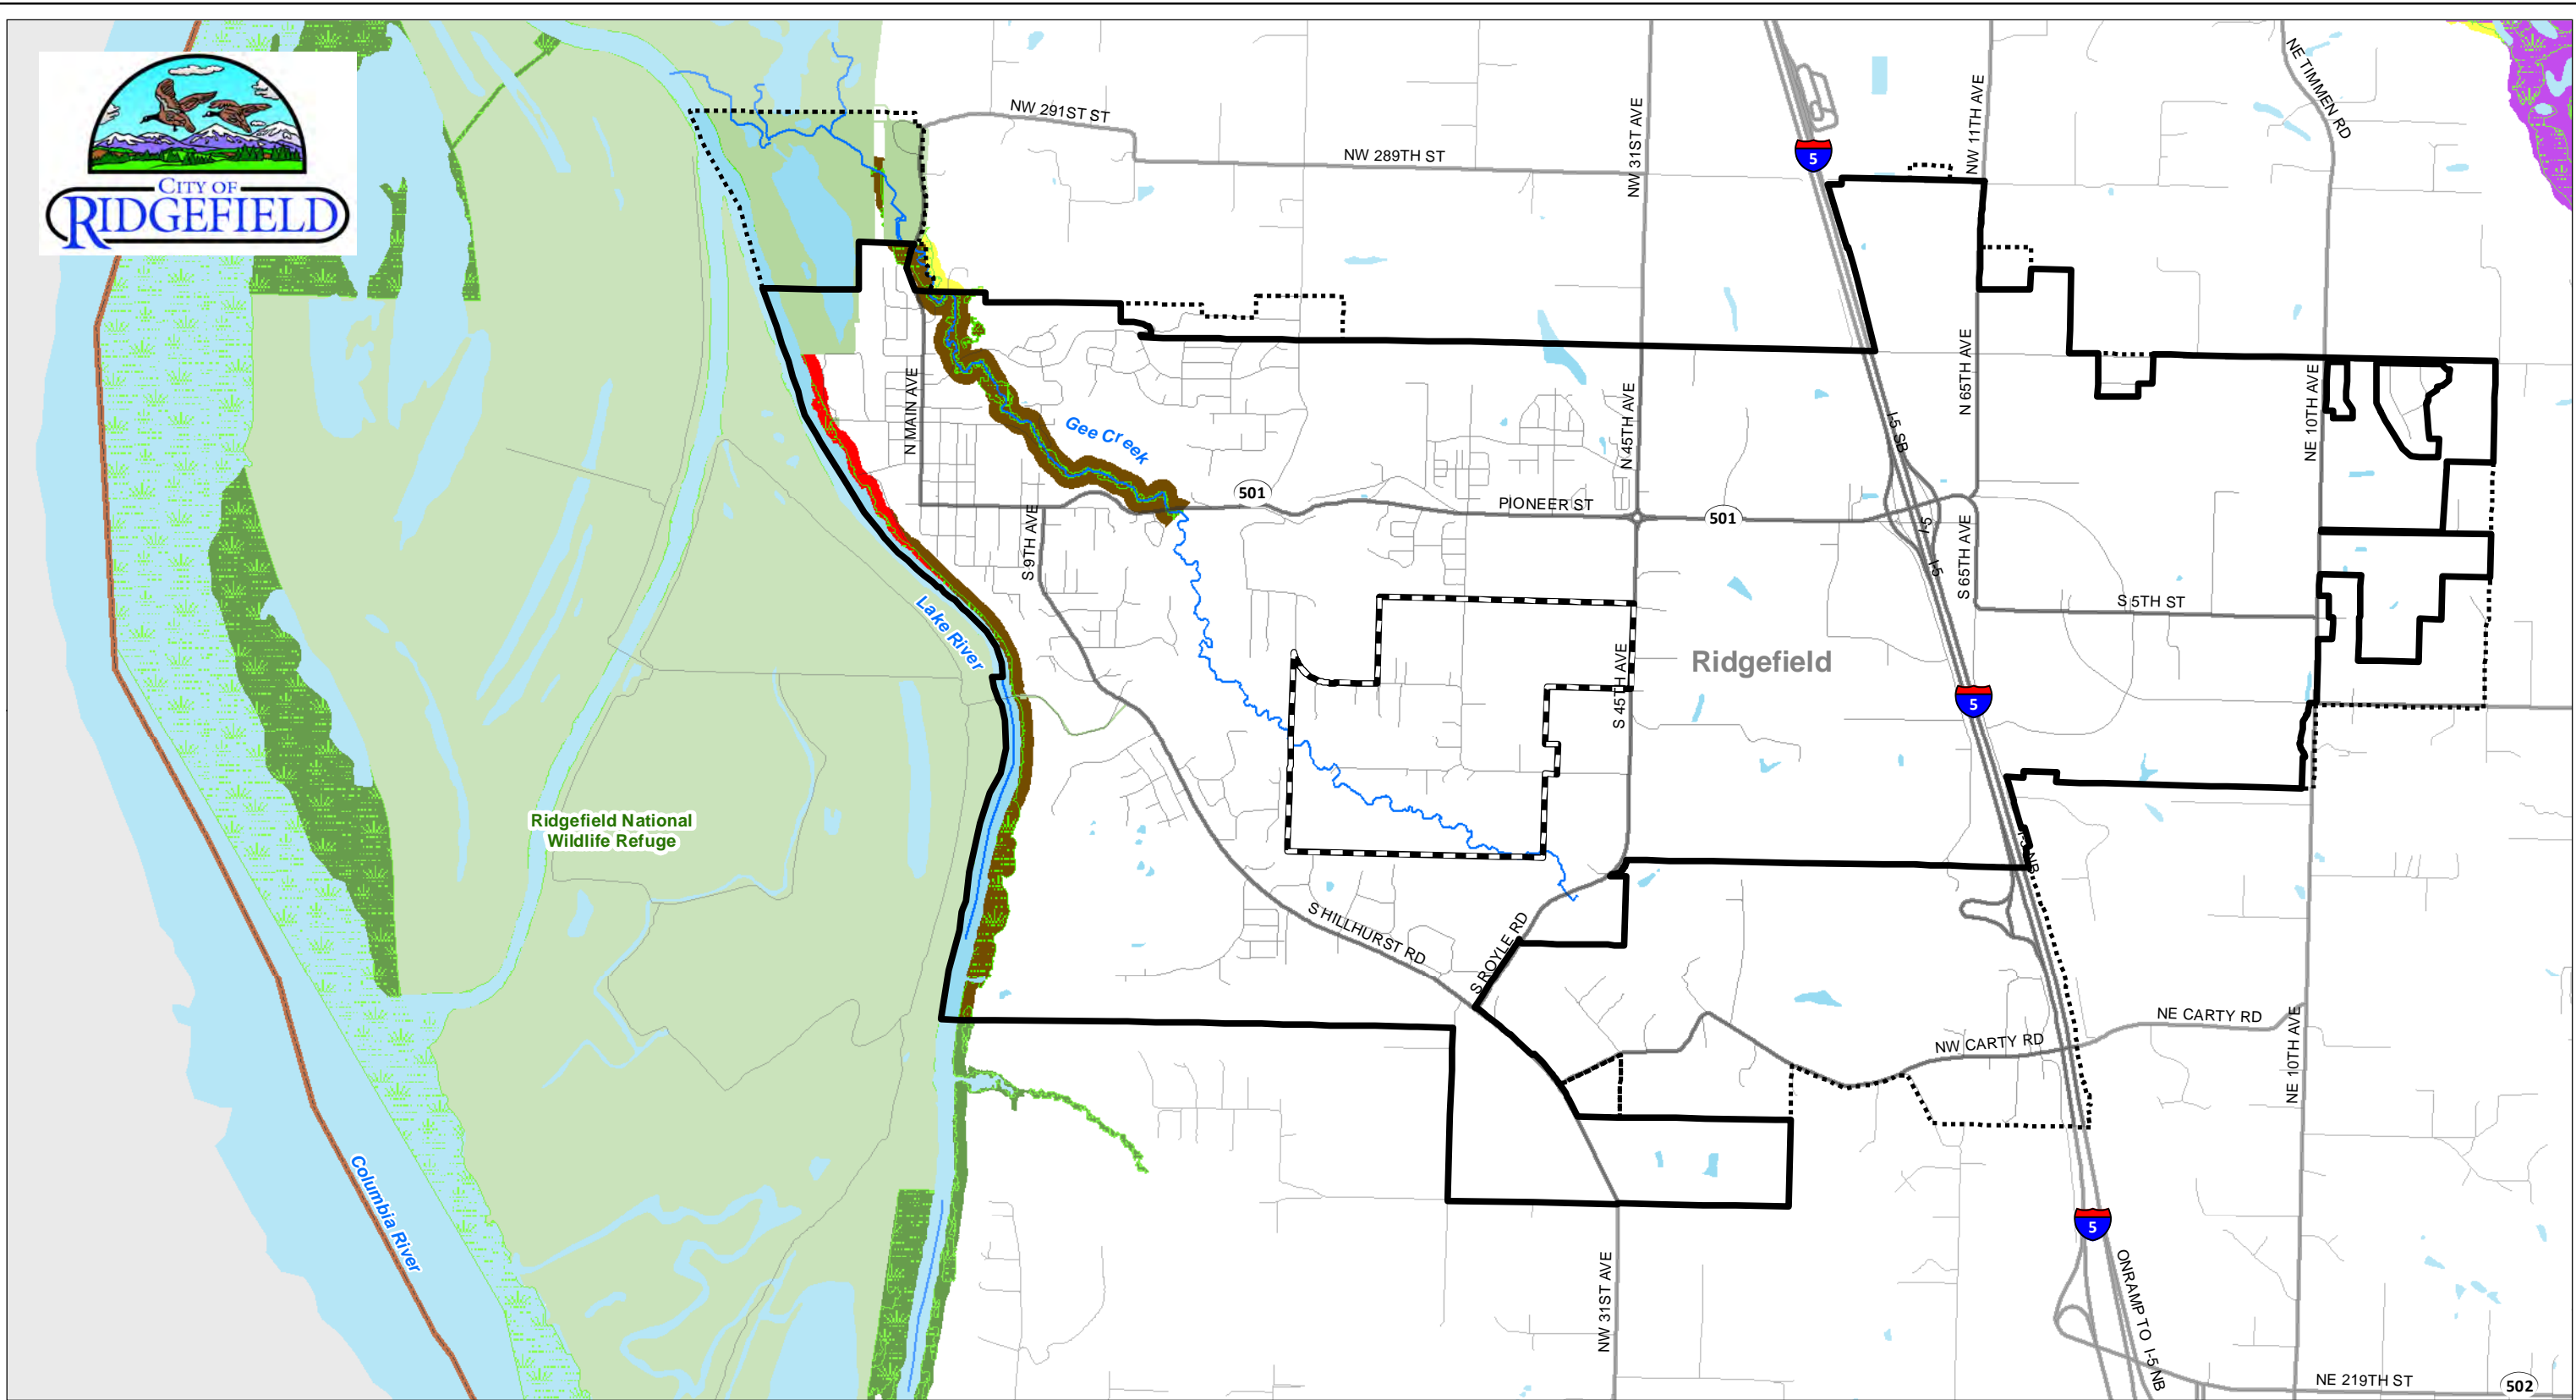 CITY OF
RIDGEFIELD
NW 291ST ST
NW 289TH ST
NW 31ST AVE
5
NW 11TH AVE
NE TIMMEN RD
N MAIN AVE
Gee Creek
N 45TH AVE
I-5 SB
N 65TH AVE
NE 10TH AVE
501
PIONEER ST
501
I-5
I-5
S 9TH AVE
S 65TH AVE
S 5TH ST
Lake River
S 45TH AVE
Ridgefield
5
Ridgefield National
Wildlife Refuge
I-5 NB
S HILLHURST RD
S ROYLE RD
NW CARTY RD
NE CARTY RD
NE 10TH AVE
Columbia River
5
NW 31ST AVE
ONRAMP TO I-5 NB
NE 219TH ST
502